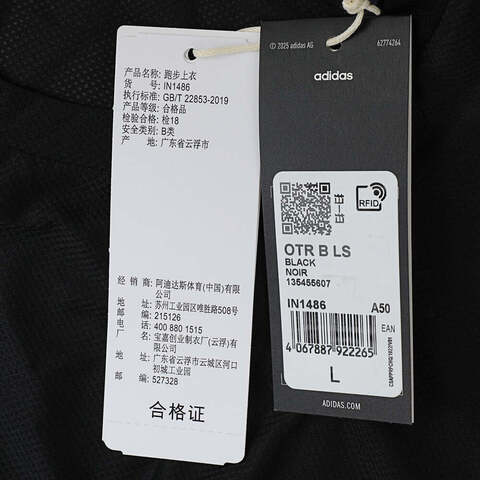 产品名称: 跑步上衣
货 号: IN1486
执行标准: GB/T 22853-2019
产品等级: 合格品
检验合格: 检18
安全类别: B类
产 地: 广东省云浮市
经 销 商: 阿迪达斯体育(中国)有限
公司
地 址: 苏州工业园区唯胜路508号
邮 编: 215126
电 话: 400 880 1515
厂 名: 宝嘉创业制衣厂(云浮)有
限公司
地 址: 广东省云浮市云城区河口
初城工业园
邮 编: 527328
合格证
© 2025 adidas AG
62774264
adidas
RFID
OTR B LS
BLACK
NOIR
135455607
IN1486 A50
EAN
4 067887 922265
L
ADIDAS.COM